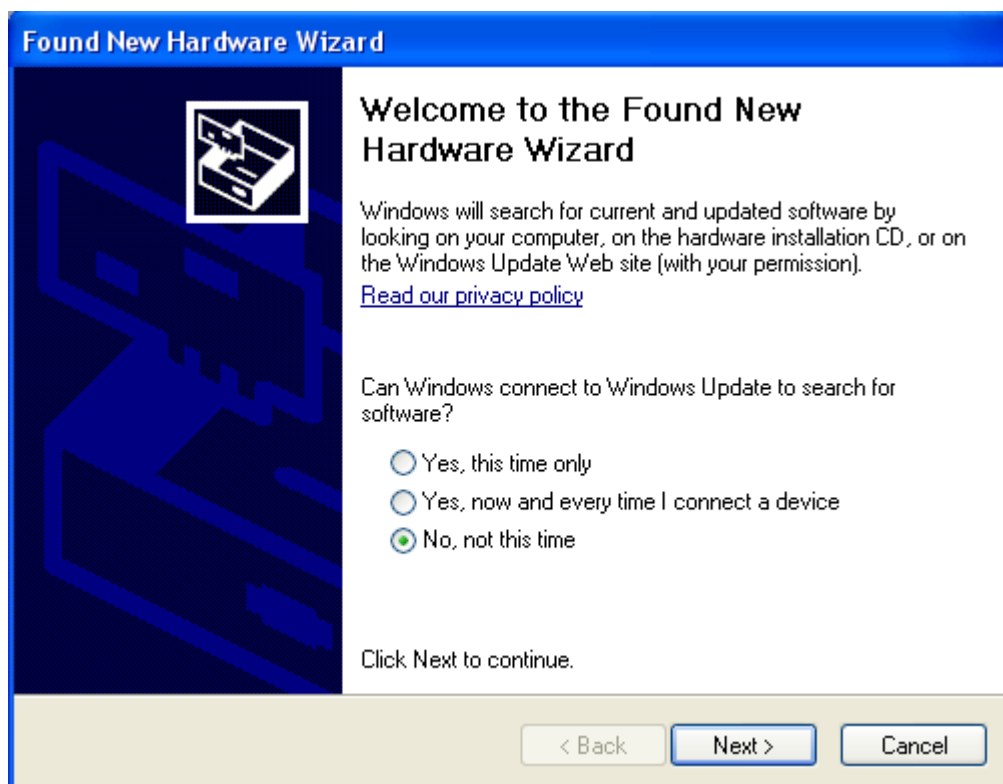 Found New Hardware Wizard
Welcome to the Found New
Hardware Wizard
Windows will search for current and updated software by
looking on your computer, on the hardware installation CD, or on
the Windows Update Web site (with your permission).
Read our privacy policy
Can Windows connect to Windows Update to search for
software?
Yes, this time only
Yes, now and every time I connect a device
No, not this time
Click Next to continue.
< Back Next > Cancel